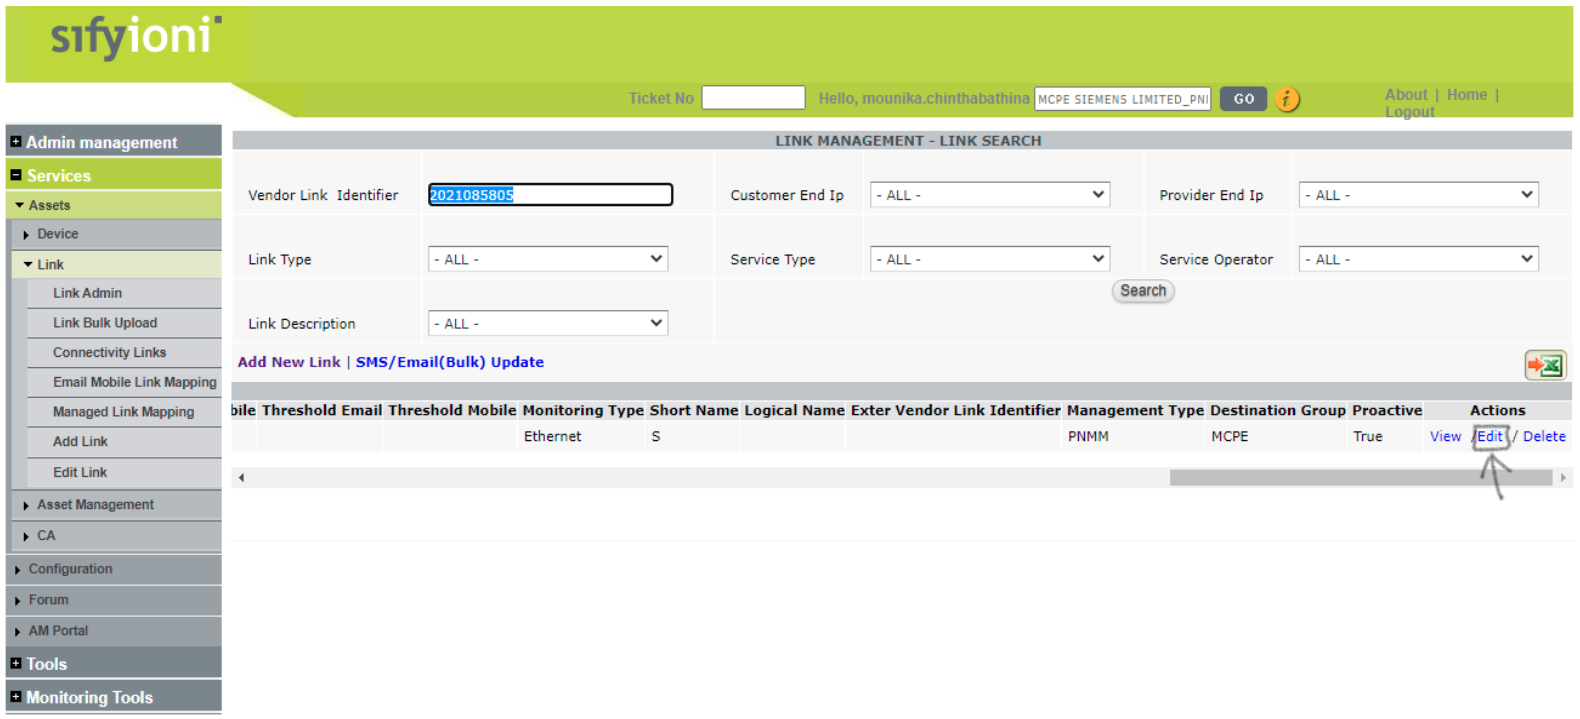 sifyioni
Ticket No Hello, mounika.chinthabathina MCPE SIEMENS LIMITED_PNI GO i About | Home |
Logout
Admin management
Services
Assets
Device
Link
Link Admin
Link Bulk Upload
Connectivity Links
Email Mobile Link Mapping
Managed Link Mapping
Add Link
Edit Link
Asset Management
CA
Configuration
Forum
AM Portal
Tools
Monitoring Tools
LINK MANAGEMENT - LINK SEARCH
Vendor Link Identifier 2021085805 Customer End Ip - ALL - Provider End Ip - ALL -
Link Type - ALL - Service Type - ALL - Service Operator - ALL -
Search
Link Description - ALL -
Add New Link | SMS/Email(Bulk) Update
bile Threshold Email Threshold Mobile Monitoring Type Short Name Logical Name Exter Vendor Link Identifier Management Type Destination Group Proactive Actions
Ethernet S PNMM MCPE True View / Edit / Delete